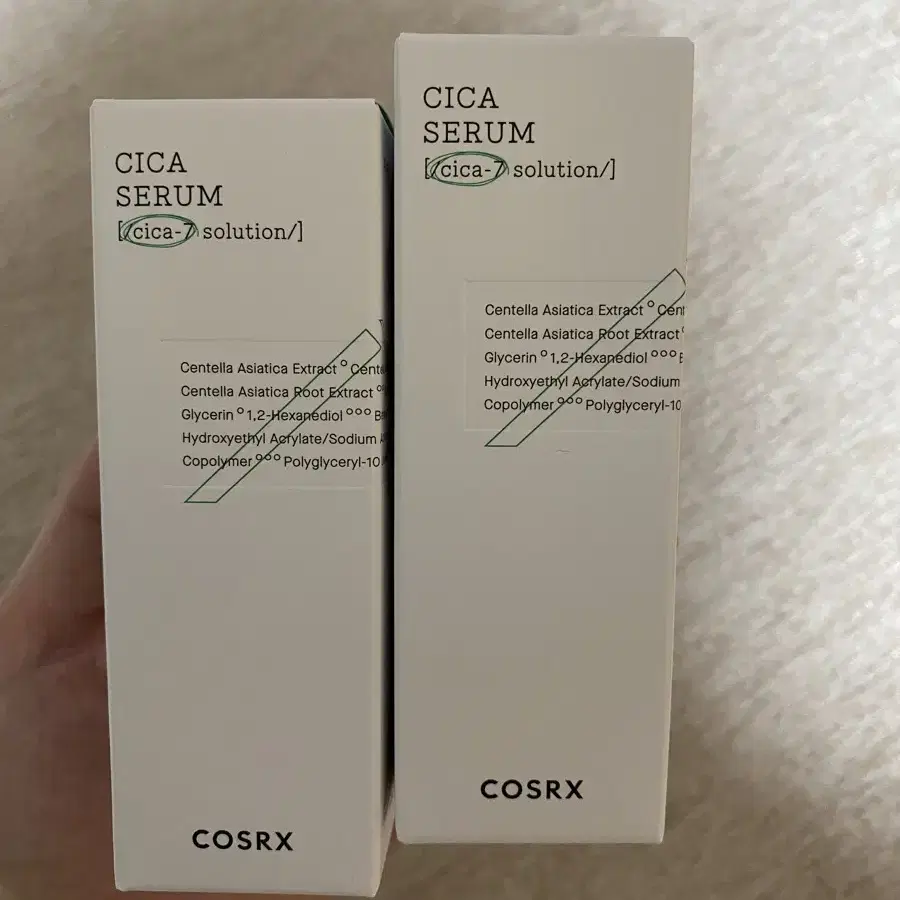 CICA
SERUM
[/cica-7 solution/]
Centella Asiatica Extract °
Centella Asiatica Root Extract
Glycerin ° 1,2-Hexanediol °°°
Hydroxyethyl Acrylate/Sodium
Copolymer °°° Polyglyceryl-10
COSRX
CICA
SERUM
[/cica-7 solution/]
Centella Asiatica Extract °
Centella Asiatica Root Extract
Glycerin ° 1,2-Hexanediol °°°
Hydroxyethyl Acrylate/Sodium
Copolymer °°° Polyglyceryl-10
COSRX